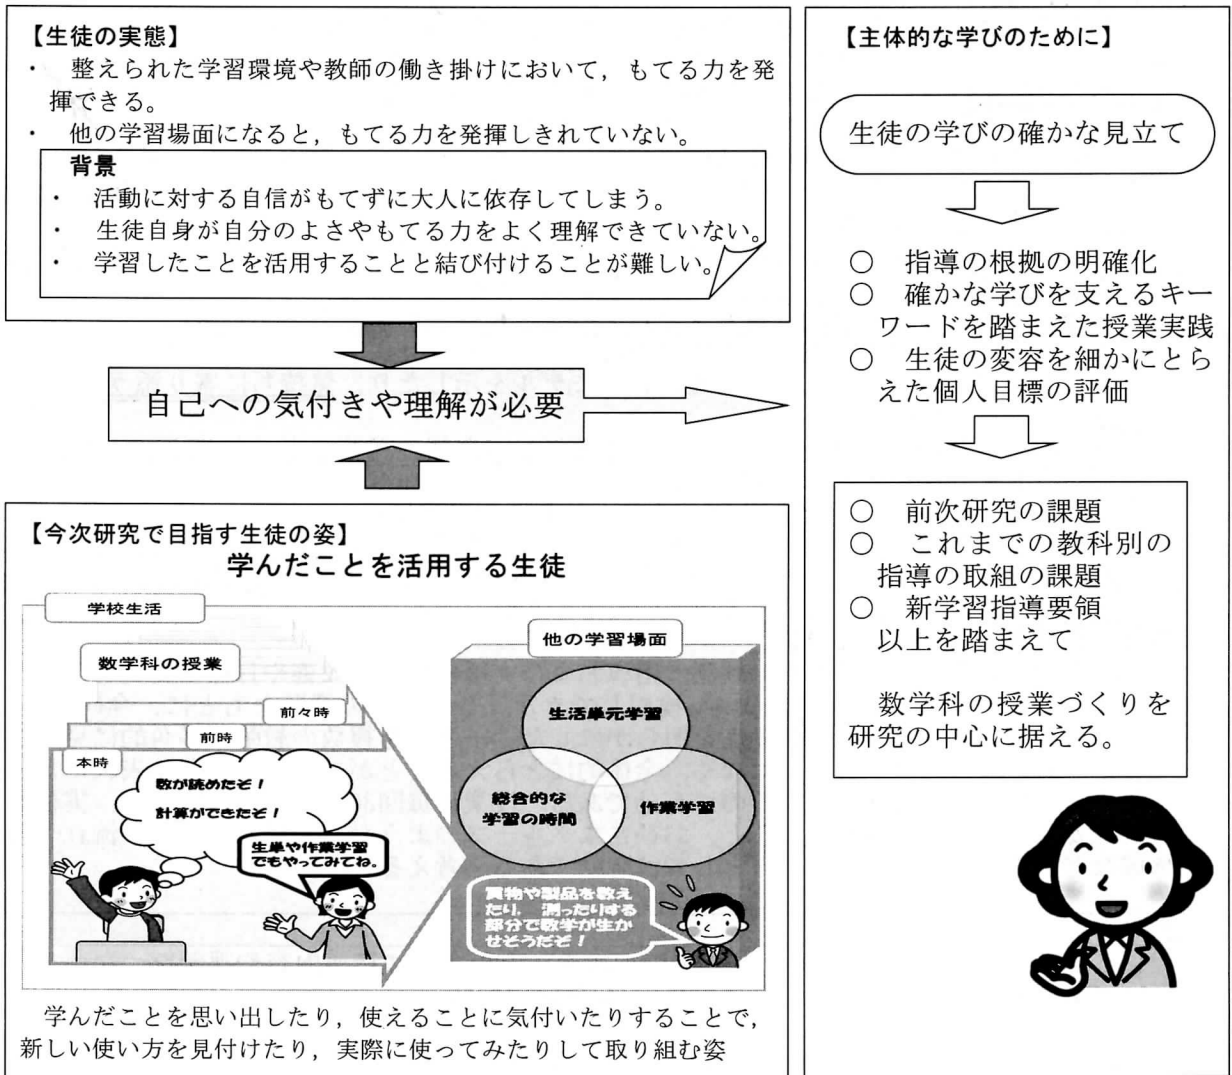 【生徒の実態】
・ 整えられた学習環境や教師の働き掛けにおいて，もてる力を発
揮できる。
・ 他の学習場面になると，もてる力を発揮しきれていない。
背景
・ 活動に対する自信がもてずに大人に依存してしまう。
・ 生徒自身が自分のよさやもてる力をよく理解できていない。
・ 学習したことを活用することと結び付けることが難しい。
自己への気付きや理解が必要
【今次研究で目指す生徒の姿】
学んだことを活用する生徒
学校生活
数学科の授業
前々時
前時
本時
数が読めたぞ！
計算ができたぞ！
生単や作業学習
でもやってみてね。
他の学習場面
生活単元学習
総合的な
学習の時間
作業学習
買物や製品を数え
たり，測ったりする
部分で数学が生か
せそうだぞ！
学んだことを思い出したり，使えることに気付いたりすることで，
新しい使い方を見付けたり，実際に使ってみたりして取り組む姿
【主体的な学びのために】
生徒の学びの確かな見立て
○ 指導の根拠の明確化
○ 確かな学びを支えるキー
ワードを踏まえた授業実践
○ 生徒の変容を細かにとら
えた個人目標の評価
○ 前次研究の課題
○ これまでの教科別の
指導の取組の課題
○ 新学習指導要領
以上を踏まえて
数学科の授業づくりを
研究の中心に据える。